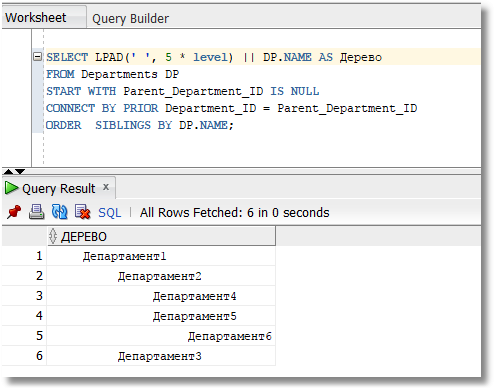 Worksheet Query Builder
SELECT LPAD(' ', 5 * level) || DP.NAME AS Дерево
FROM Departments DP
START WITH Parent_Department_ID IS NULL
CONNECT BY PRIOR Department_ID = Parent_Department_ID
ORDER  SIBLINGS BY DP.NAME;
Query Result x
SQL | All Rows Fetched: 6 in 0 seconds
ДЕРЕВО
1 Департамент1
2 Департамент2
3 Департамент4
4 Департамент5
5 Департамент6
6 Департамент3